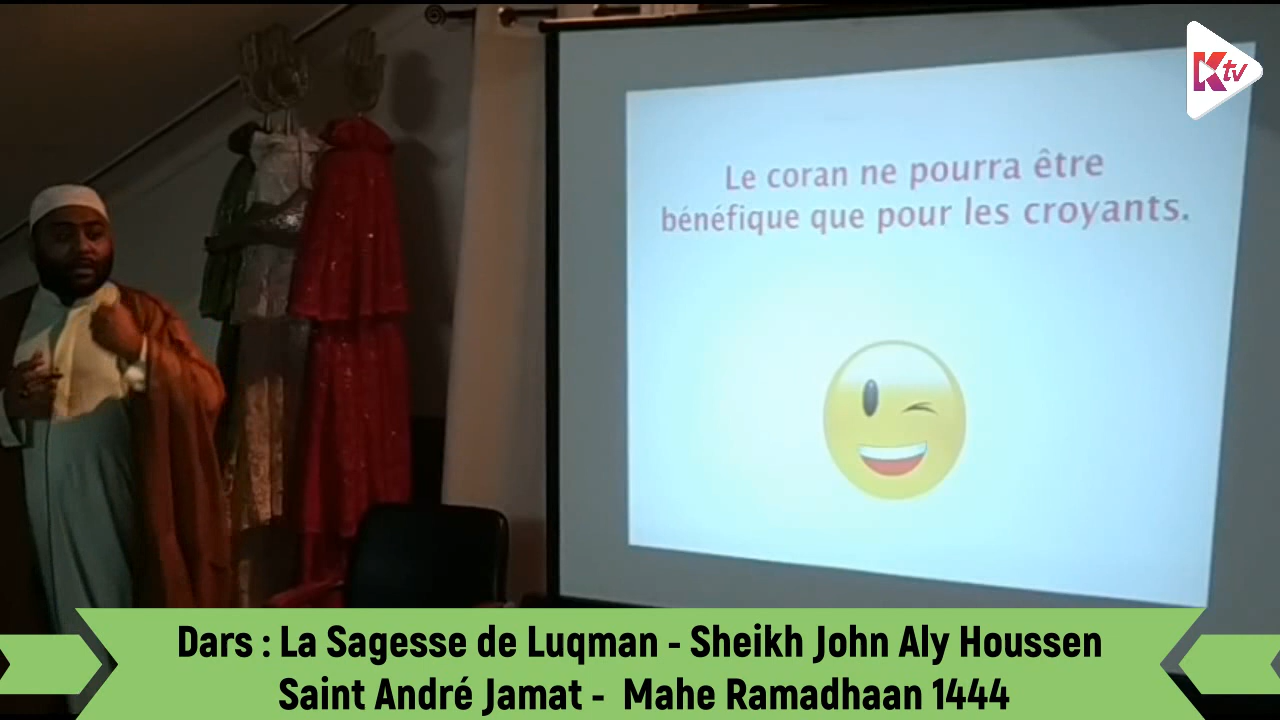 Ktv
Le coran ne pourra être
bénéfique que pour les croyants.
Dars : La Sagesse de Luqman - Sheikh John Aly Houssen
Saint André Jamat - Mahe Ramadhaan 1444